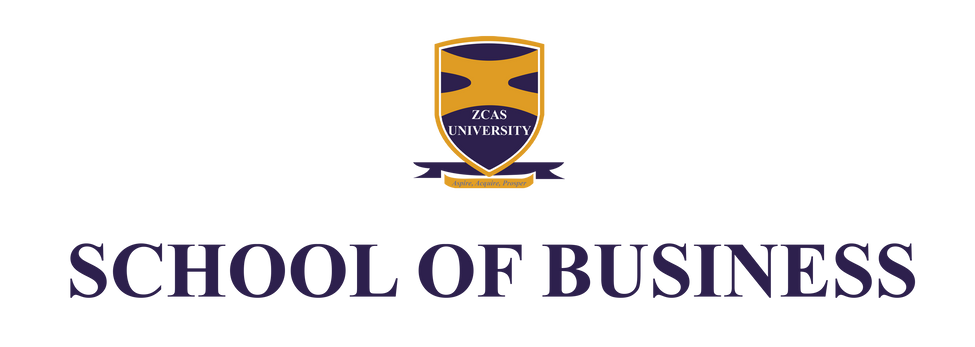 ZCAS
UNIVERSITY
Aspire, Acquire, Prosper
SCHOOL OF BUSINESS